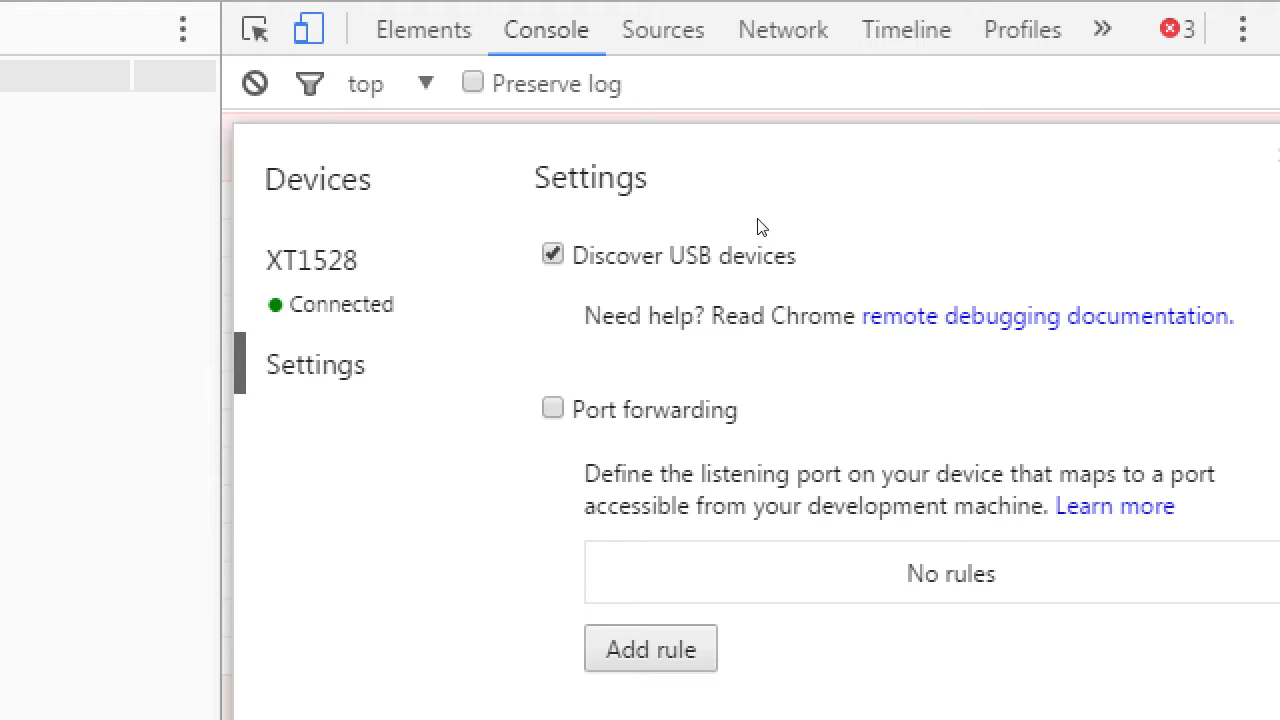 Elements Console Sources Network Timeline Profiles » 3
top Preserve log
Devices
XT1528
Connected
Settings
Settings
Discover USB devices
Need help? Read Chrome remote debugging documentation.
Port forwarding
Define the listening port on your device that maps to a port
accessible from your development machine. Learn more
No rules
Add rule